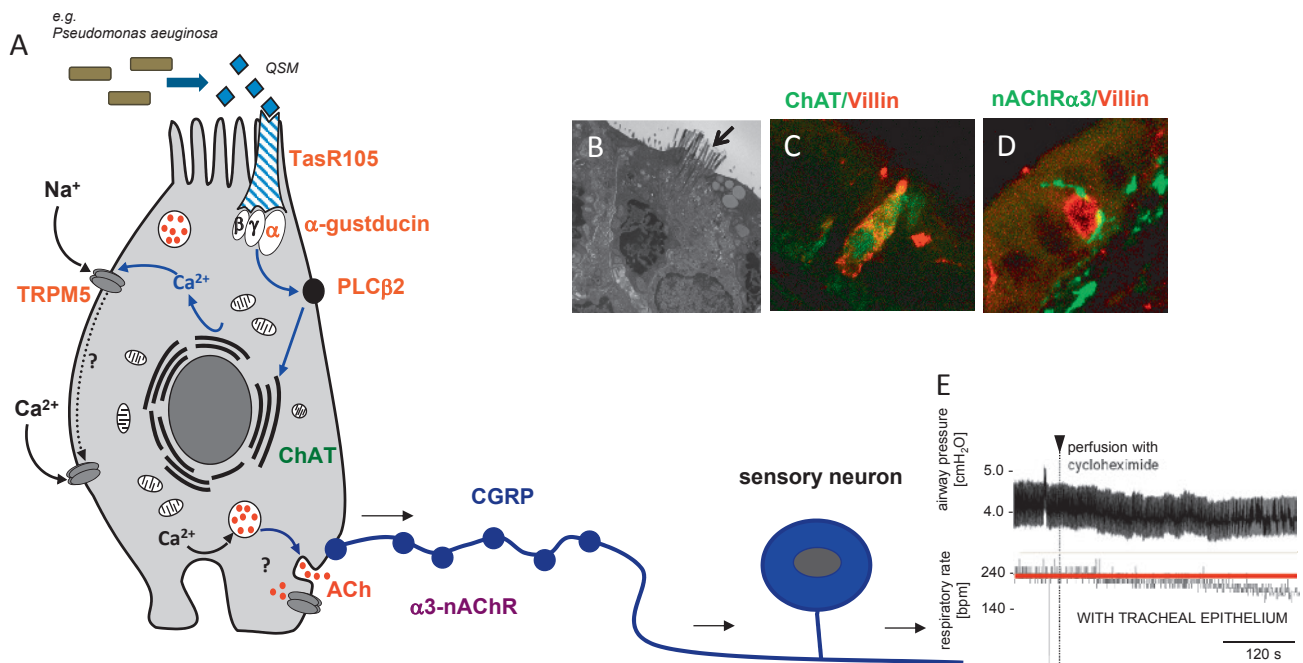 A
e.g.
Pseudomonas aeuginosa
QSM
TasR105
β γ α
α-gustducin
Na⁺
Ca²⁺
TRPM5
PLCβ2
?
Ca²⁺
ChAT
Ca²⁺
?
ACh
CGRP
α3-nAChR
sensory neuron
ChAT/Villin
nAChRα3/Villin
B
C
D
E
perfusion with
cycloheximide
airway pressure
[cmH₂O]
5.0 -
4.0 -
respiratory rate
[bpm]
240 -
140 -
WITH TRACHEAL EPITHELIUM
120 s